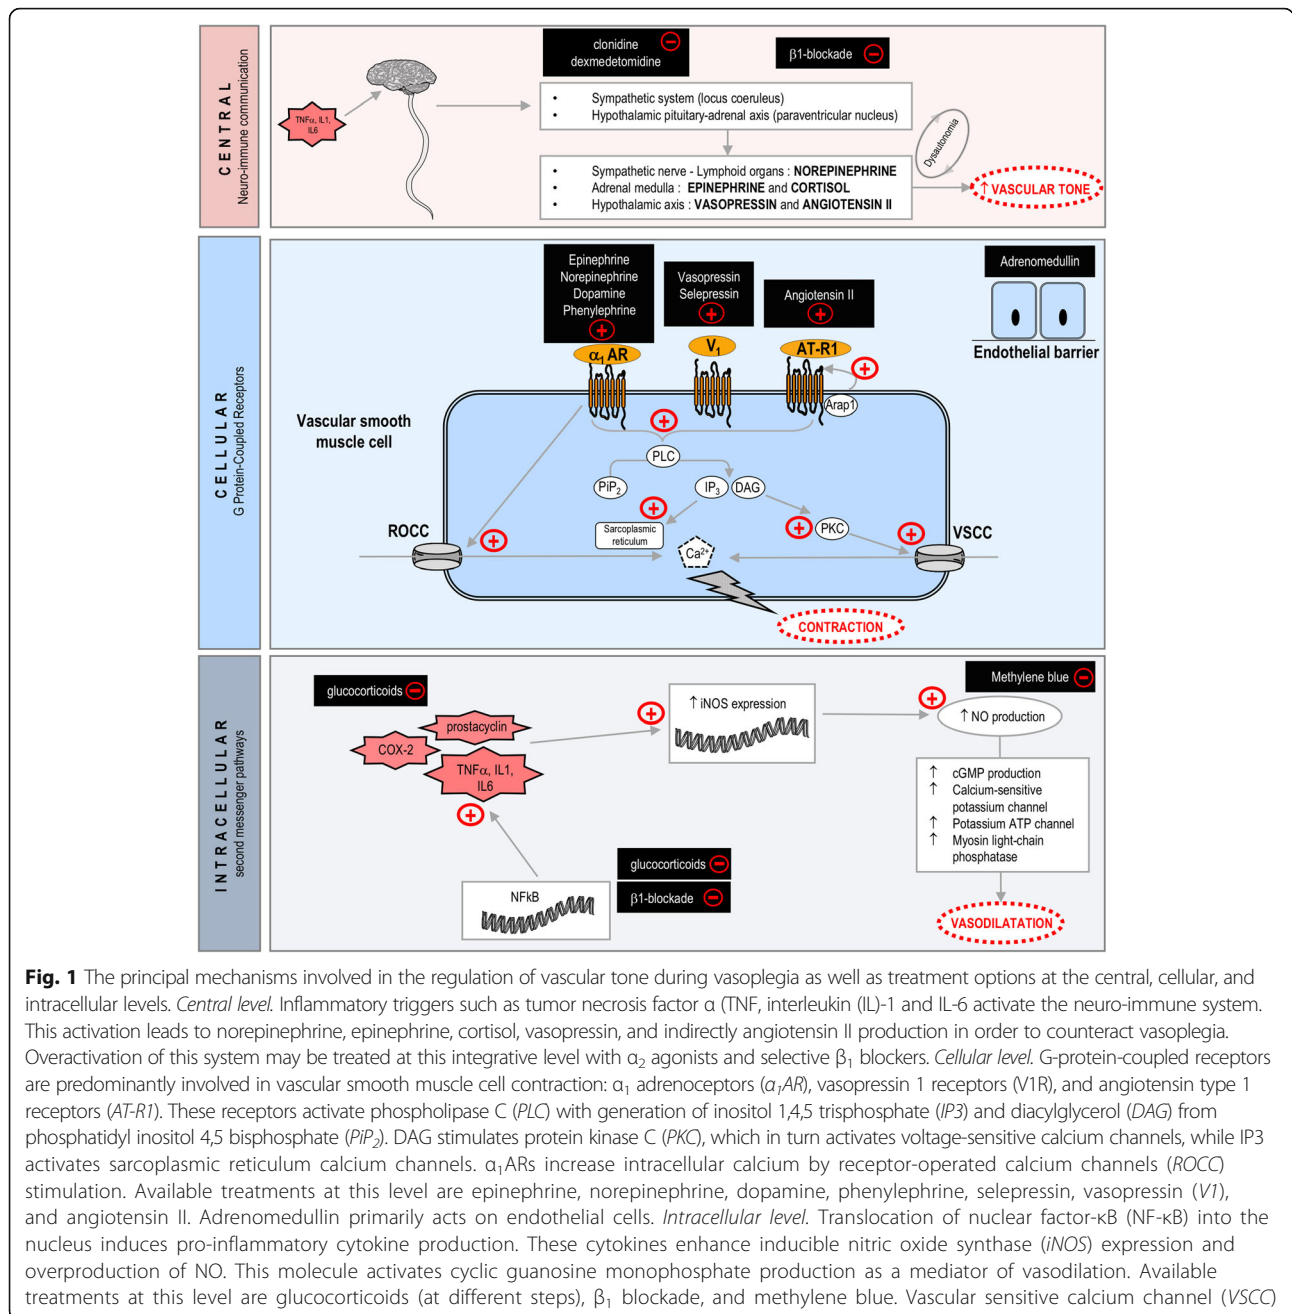 CENTRAL
Neuro-immune communication
TNFα, IL1,
IL6
clonidine
dexmedetomidine
β1-blockade
• Sympathetic system (locus coeruleus)
• Hypothalamic pituitary-adrenal axis (paraventricular nucleus)
• Sympathetic nerve - Lymphoid organs : NOREPINEPHRINE
• Adrenal medulla : EPINEPHRINE and CORTISOL
• Hypothalamic axis : VASOPRESSIN and ANGIOTENSIN II
Dysautonomia
↑ VASCULAR TONE
CELLULAR
G Protein-Coupled Receptors
Epinephrine
Norepinephrine
Dopamine
Phenylephrine
+
Vasopressin
Selepressin
+
Angiotensin II
+
Adrenomedullin
Endothelial barrier
α1 AR
V1
AT-R1
+
Arap1
Vascular smooth
muscle cell
+
PLC
PiP2
IP3
DAG
+
Sarcoplasmic
reticulum
+
PKC
+
ROCC
+
VSCC
Ca2+
CONTRACTION
INTRACELLULAR
second messenger pathways
glucocorticoids
prostacyclin
COX-2
TNFα, IL1,
IL6
+
+
↑ iNOS expression
Methylene blue
+
↑ NO production
↑ cGMP production
↑ Calcium-sensitive
potassium channel
↑ Potassium ATP channel
↑ Myosin light-chain
phosphatase
NFkB
glucocorticoids
β1-blockade
VASODILATATION
Fig. 1 The principal mechanisms involved in the regulation of vascular tone during vasoplegia as well as treatment options at the central, cellular, and
intracellular levels. Central level. Inflammatory triggers such as tumor necrosis factor α (TNF, interleukin (IL)-1 and IL-6 activate the neuro-immune system.
This activation leads to norepinephrine, epinephrine, cortisol, vasopressin, and indirectly angiotensin II production in order to counteract vasoplegia.
Overactivation of this system may be treated at this integrative level with α2 agonists and selective β1 blockers. Cellular level. G-protein-coupled receptors
are predominantly involved in vascular smooth muscle cell contraction: α1 adrenoceptors (α1AR), vasopressin 1 receptors (V1R), and angiotensin type 1
receptors (AT-R1). These receptors activate phospholipase C (PLC) with generation of inositol 1,4,5 trisphosphate (IP3) and diacylglycerol (DAG) from
phosphatidyl inositol 4,5 bisphosphate (PiP2). DAG stimulates protein kinase C (PKC), which in turn activates voltage-sensitive calcium channels, while IP3
activates sarcoplasmic reticulum calcium channels. α1ARs increase intracellular calcium by receptor-operated calcium channels (ROCC)
stimulation. Available treatments at this level are epinephrine, norepinephrine, dopamine, phenylephrine, selepressin, vasopressin (V1),
and angiotensin II. Adrenomedullin primarily acts on endothelial cells. Intracellular level. Translocation of nuclear factor-κB (NF-κB) into the
nucleus induces pro-inflammatory cytokine production. These cytokines enhance inducible nitric oxide synthase (iNOS) expression and
overproduction of NO. This molecule activates cyclic guanosine monophosphate production as a mediator of vasodilation. Available
treatments at this level are glucocorticoids (at different steps), β1 blockade, and methylene blue. Vascular sensitive calcium channel (VSCC)